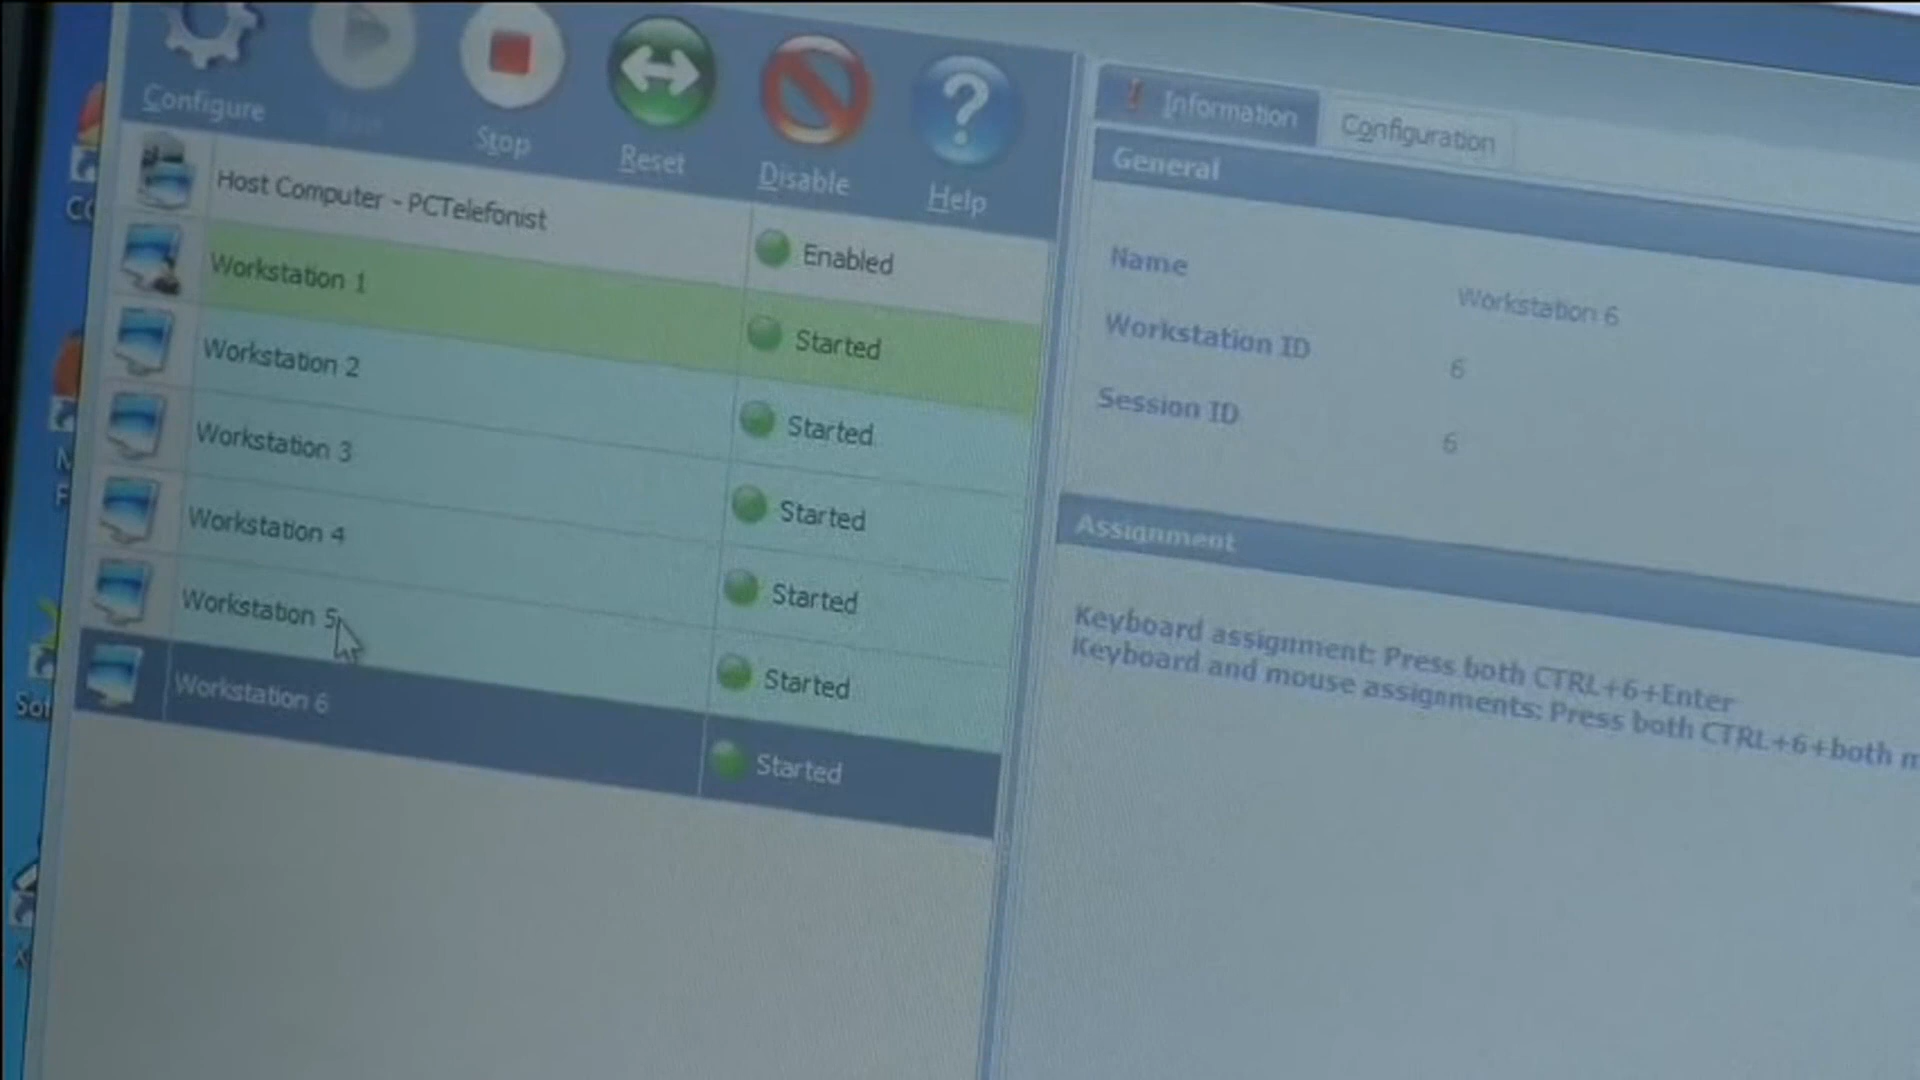 Configure
Stop
Reset
Disable
Help
Host Computer - PCTelefonist
Enabled
Workstation 1
Started
Workstation 2
Started
Workstation 3
Started
Workstation 4
Started
Workstation 5
Started
Workstation 6
Started
Information
Configuration
General
Name
Workstation 6
Workstation ID
6
Session ID
6
Assignment
Keyboard assignment: Press both CTRL+6+Enter
Keyboard and mouse assignments: Press both CTRL+6+both m